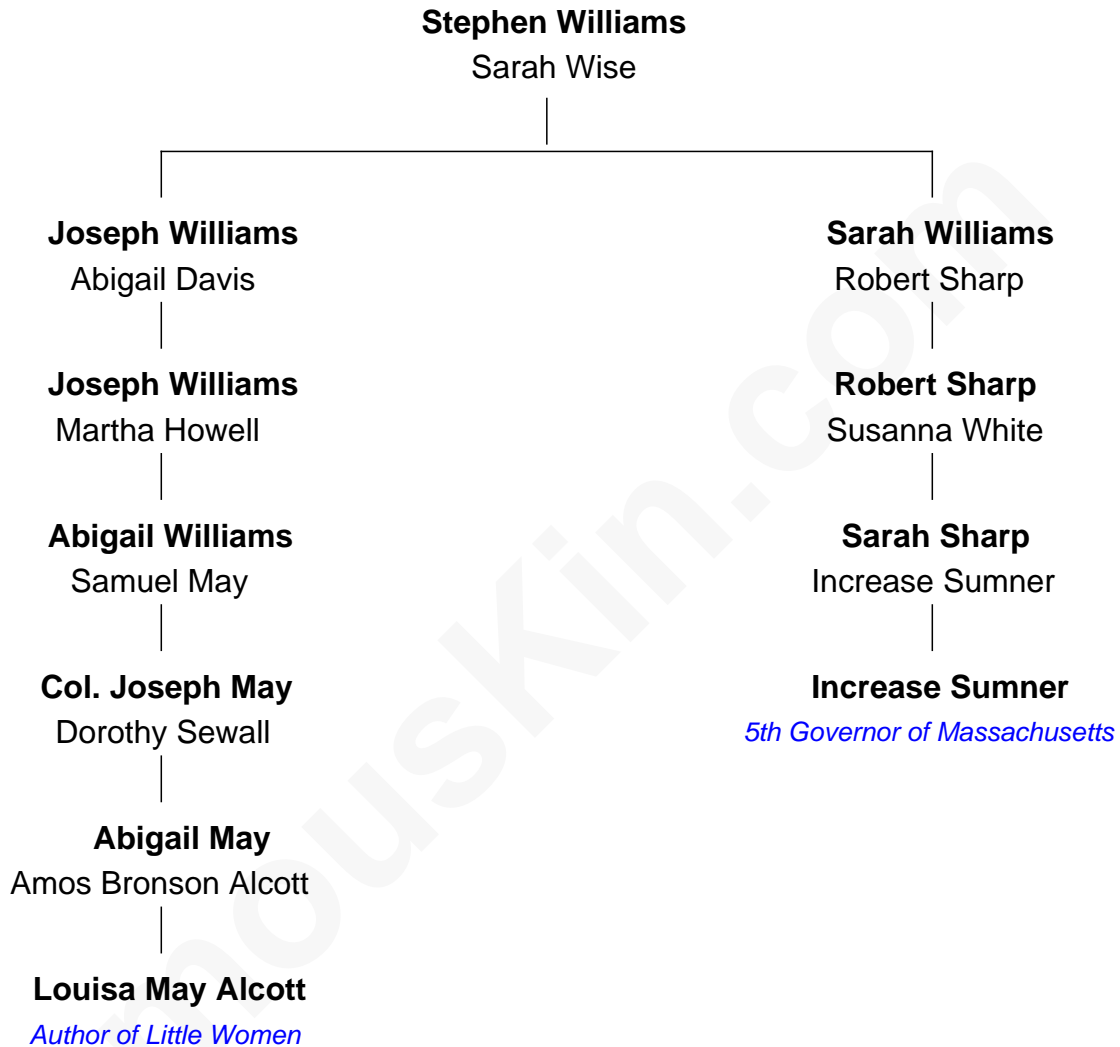 Stephen Williams
Sarah Wise
Joseph Williams
Abigail Davis
Sarah Williams
Robert Sharp
Joseph Williams
Martha Howell
Robert Sharp
Susanna White
Abigail Williams
Samuel May
Sarah Sharp
Increase Sumner
Col. Joseph May
Dorothy Sewall
Increase Sumner
5th Governor of Massachusetts
Abigail May
Amos Bronson Alcott
Louisa May Alcott
Author of Little Women
mousKin.com